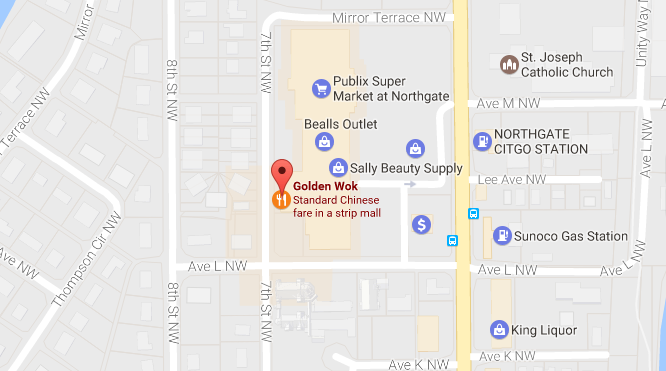 Mirror Terrace NW
Unity Way NW
St. Joseph
Catholic Church
8th St NW
7th St NW
Publix Super
Market at Northgate
Mirror Terrace NW
Ave M NW
Bealls Outlet
NORTHGATE
CITGO STATION
Ave L NW
Sally Beauty Supply
Lee Ave NW
Golden Wok
Standard Chinese
fare in a strip mall
$
Thompson Cir NW
Sunoco Gas Station
Ave L NW
Ave L NW
Ave L NW
8th St NW
7th St NW
King Liquor
Ave K NW
Ave K NW